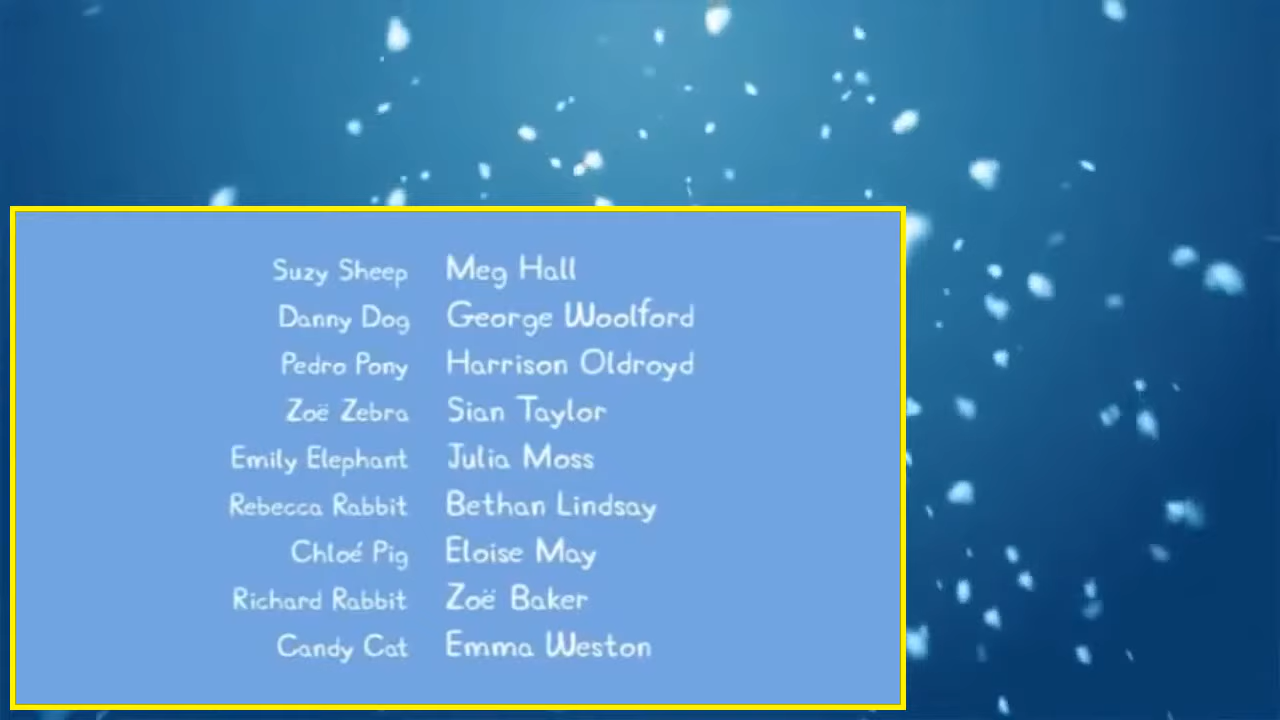 Suzy Sheep Meg Hall
Danny Dog George Woolford
Pedro Pony Harrison Oldroyd
Zoë Zebra Sian Taylor
Emily Elephant Julia Moss
Rebecca Rabbit Bethan Lindsay
Chloé Pig Eloise May
Richard Rabbit Zoë Baker
Candy Cat Emma Weston